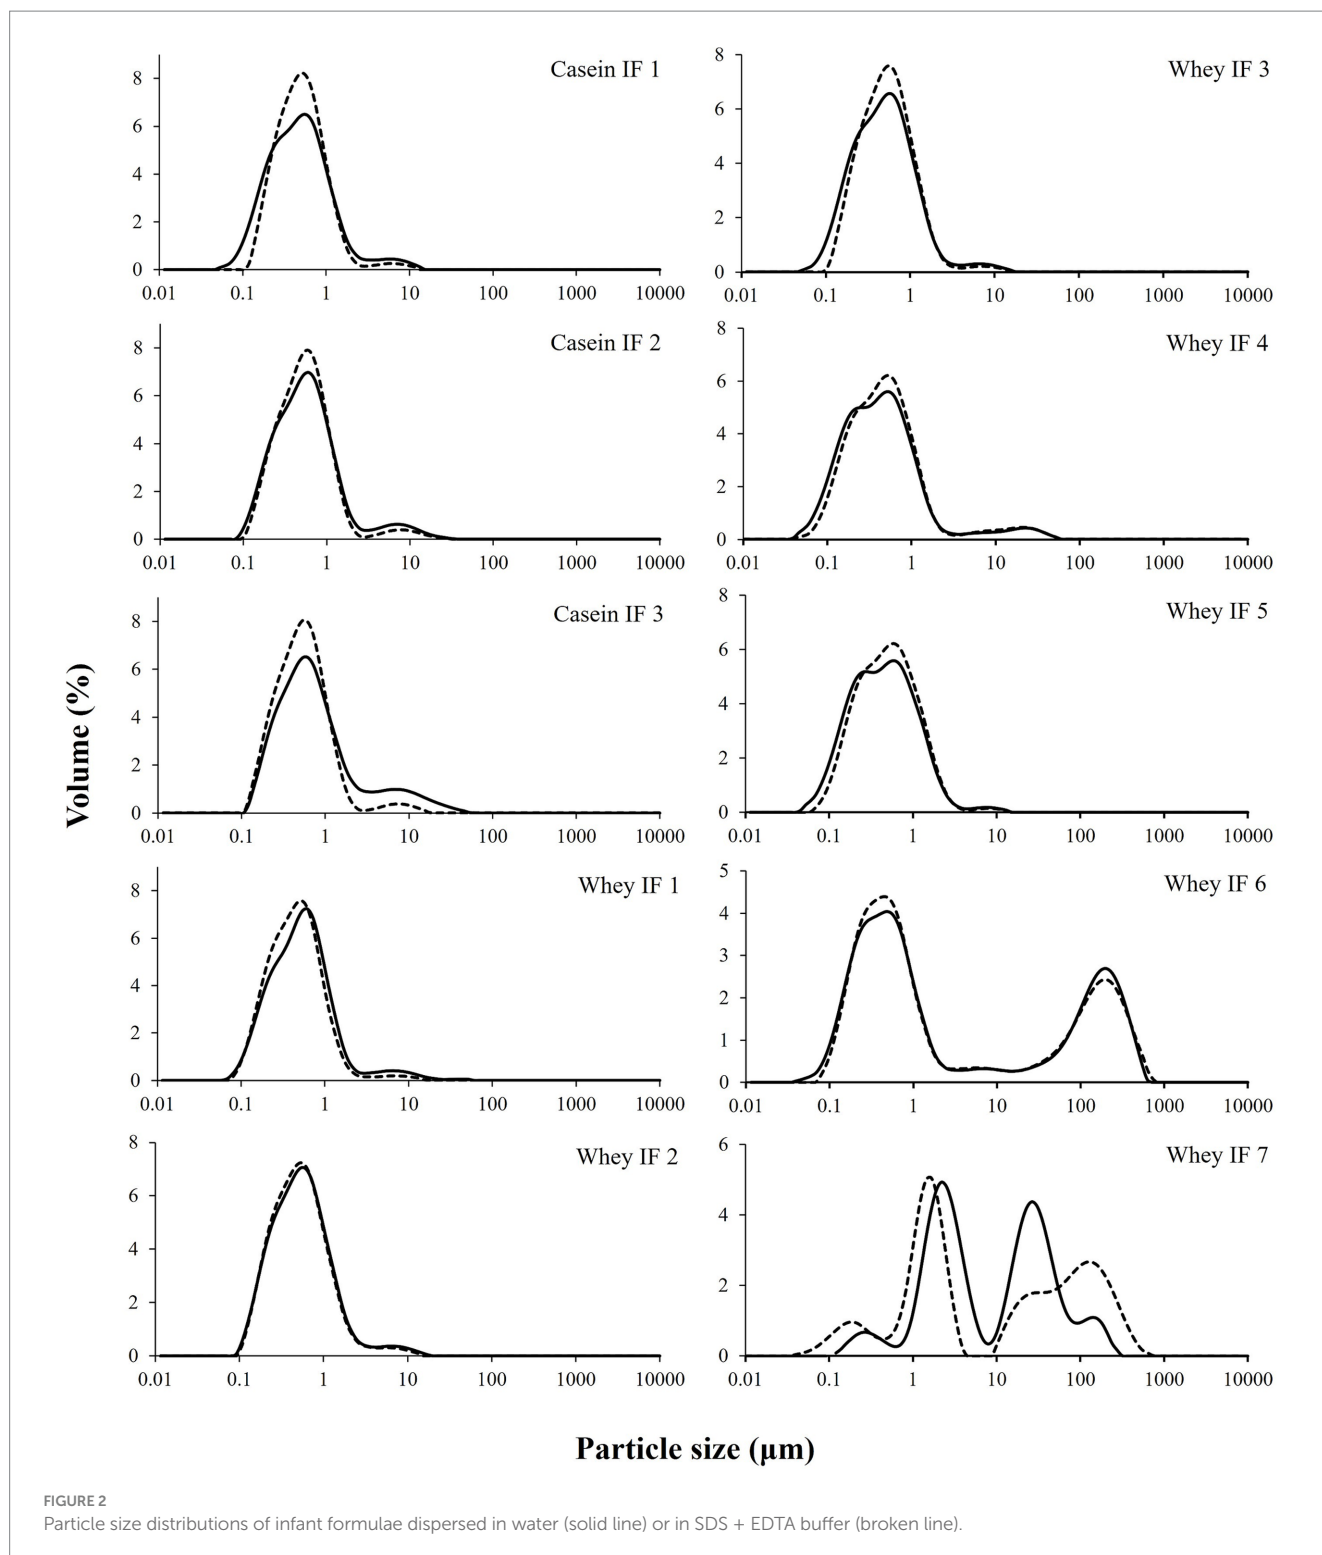 Casein IF 1
8
6
4
2
0
0.01 0.1 1 10 100 1000 10000
Whey IF 3
8
6
4
2
0
0.01 0.1 1 10 100 1000 10000
Casein IF 2
8
6
4
2
0
0.01 0.1 1 10 100 1000 10000
Whey IF 4
8
6
4
2
0
0.01 0.1 1 10 100 1000 10000
Casein IF 3
8
6
4
2
0
0.01 0.1 1 10 100 1000 10000
Whey IF 5
8
6
4
2
0
0.01 0.1 1 10 100 1000 10000
Volume (%)
Whey IF 1
8
6
4
2
0
0.01 0.1 1 10 100 1000 10000
Whey IF 6
5
4
3
2
1
0
0.01 0.1 1 10 100 1000 10000
Whey IF 2
8
6
4
2
0
0.01 0.1 1 10 100 1000 10000
Whey IF 7
6
4
2
0
0.01 0.1 1 10 100 1000 10000
Particle size (µm)
FIGURE 2
Particle size distributions of infant formulae dispersed in water (solid line) or in SDS + EDTA buffer (broken line).